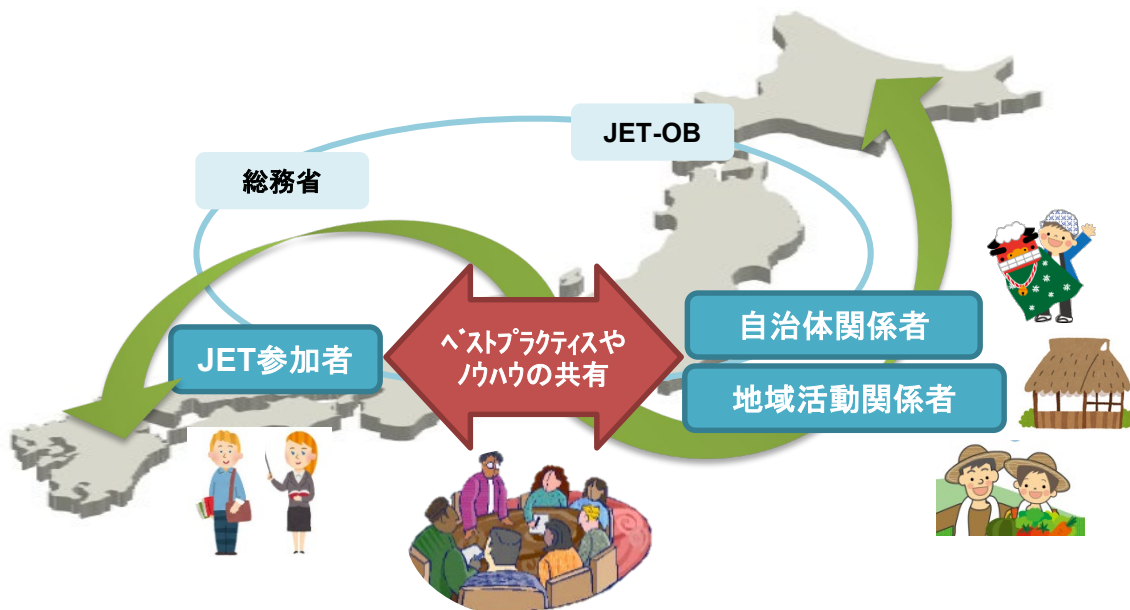 JET-OB
総務省
JET参加者
ﾍﾞｽﾄﾌﾟﾗｸﾃｨｽや
ﾉｳﾊｳの共有
自治体関係者
地域活動関係者